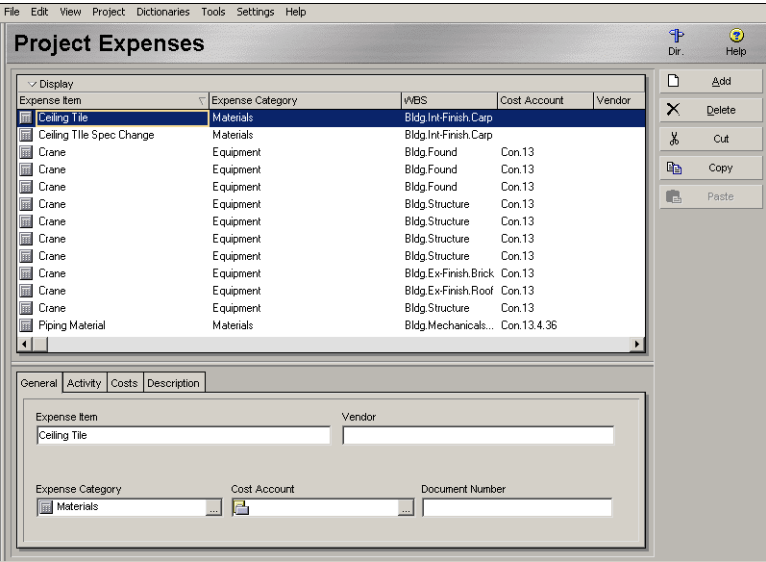 File Edit View Project Dictionaries Tools Settings Help
Project Expenses
Dir.
Help
Display
Expense Item Expense Category WBS Cost Account Vendor
Ceiling Tile Materials Bldg.Int-Finish.Carp
Ceiling TIle Spec Change Materials Bldg.Int-Finish.Carp
Crane Equipment Bldg.Found Con.13
Crane Equipment Bldg.Found Con.13
Crane Equipment Bldg.Found Con.13
Crane Equipment Bldg.Structure Con.13
Crane Equipment Bldg.Structure Con.13
Crane Equipment Bldg.Structure Con.13
Crane Equipment Bldg.Structure Con.13
Crane Equipment Bldg.Ex-Finish.Brick Con.13
Crane Equipment Bldg.Ex-Finish.Roof Con.13
Crane Equipment Bldg.Structure Con.13
Piping Material Materials Bldg.Mechanicals... Con.13.4.36
Add
Delete
Cut
Copy
Paste
General Activity Costs Description
Expense Item Vendor
Ceiling Tile
Expense Category Cost Account Document Number
Materials ... ...